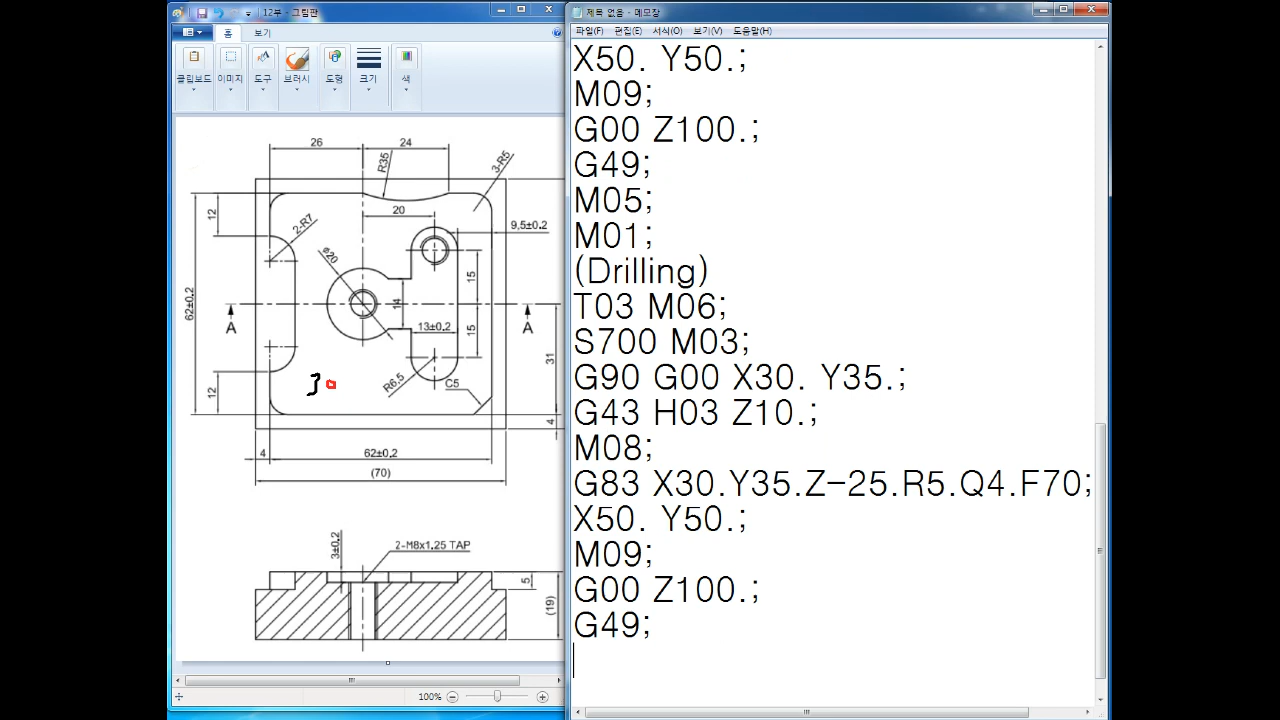 12부 - 그림판
홈
보기
클립보드
이미지
도구
브러시
도형
크기
색
26
24
R35
3-R5
12
2-R7
20
9,5±0.2
ø20
15
14
62±0.2
A
A
13±0.2
15
31
R6.5
C5
12
4
4
62±0.2
(70)
3±0.2
2-M8x1.25 TAP
5
(19)
100%
제목 없음 - 메모장
파일(F) 편집(E) 서식(O) 보기(V) 도움말(H)
X50. Y50.;
M09;
G00 Z100.;
G49;
M05;
M01;
(Drilling)
T03 M06;
S700 M03;
G90 G00 X30. Y35.;
G43 H03 Z10.;
M08;
G83 X30.Y35.Z-25.R5.Q4.F70;
X50. Y50.;
M09;
G00 Z100.;
G49;